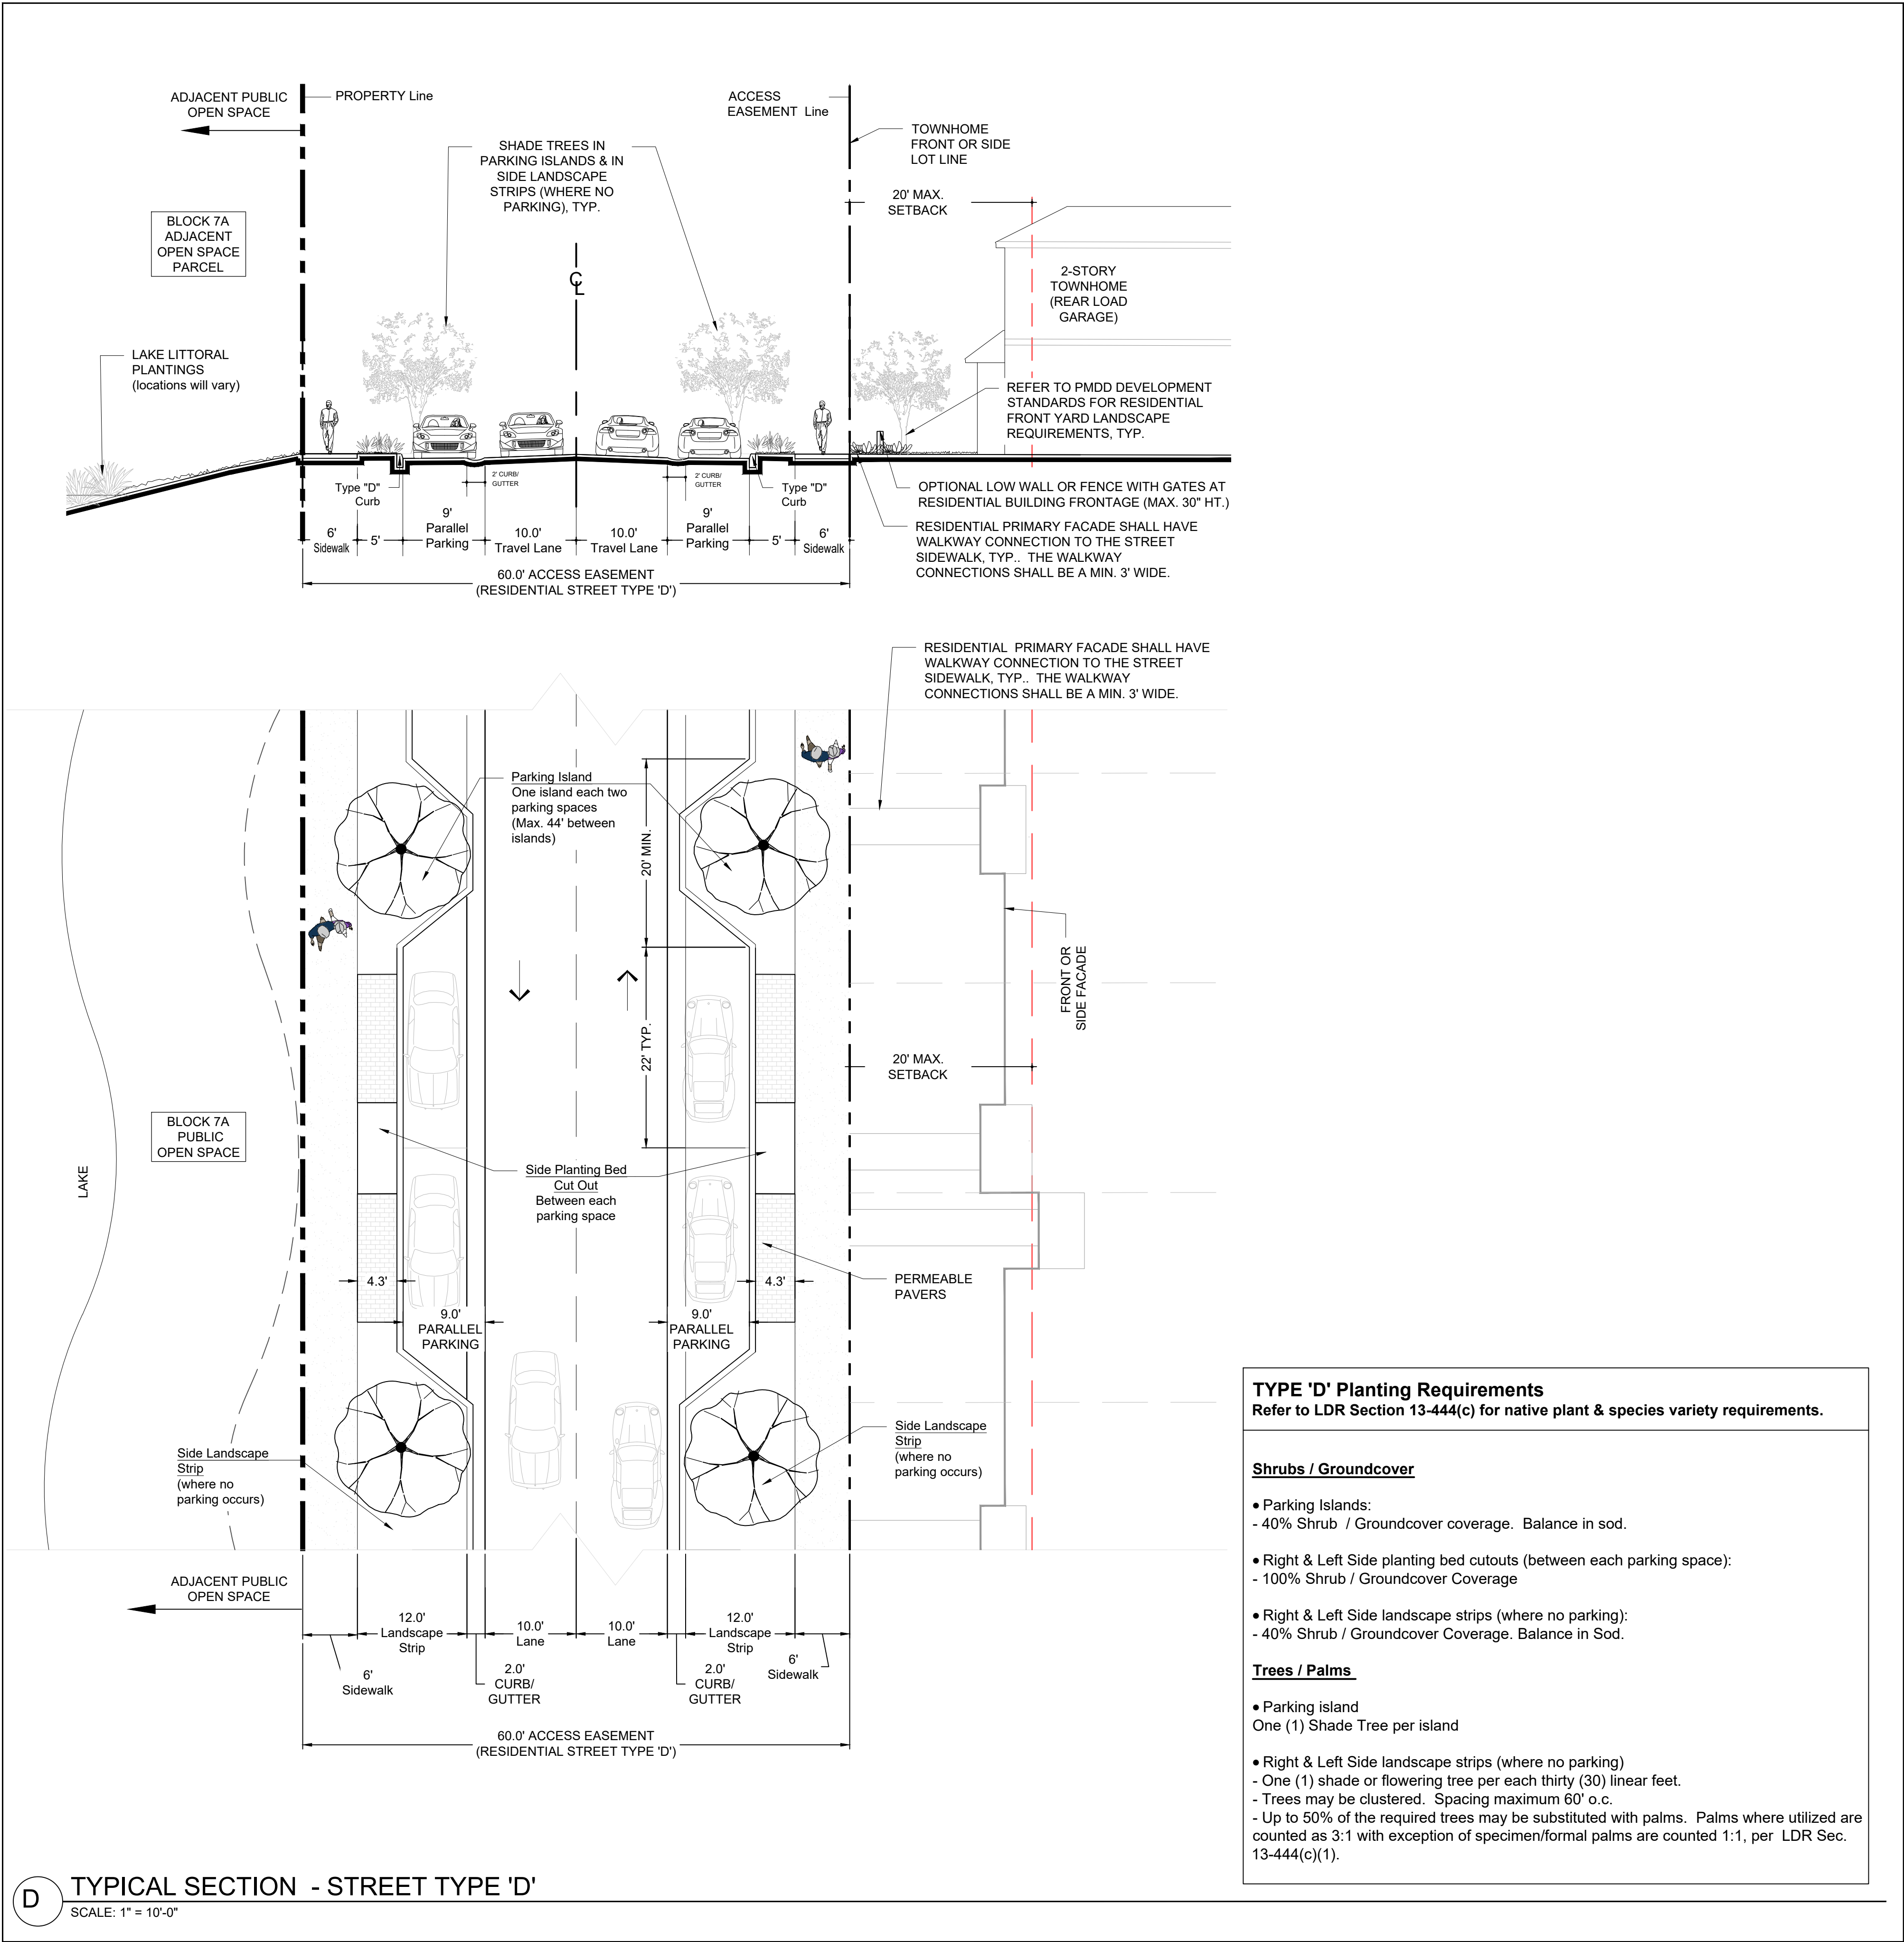 ADJACENT PUBLIC
OPEN SPACE
PROPERTY Line
ACCESS
EASEMENT Line
TOWNHOME
FRONT OR SIDE
LOT LINE
SHADE TREES IN
PARKING ISLANDS & IN
SIDE LANDSCAPE
STRIPS (WHERE NO
PARKING), TYP.
20' MAX.
SETBACK
BLOCK 7A
ADJACENT
OPEN SPACE
PARCEL
CL
2-STORY
TOWNHOME
(REAR LOAD
GARAGE)
LAKE LITTORAL
PLANTINGS
(locations will vary)
REFER TO PMDD DEVELOPMENT
STANDARDS FOR RESIDENTIAL
FRONT YARD LANDSCAPE
REQUIREMENTS, TYP.
Type "D"
Curb
2' CURB/
GUTTER
2' CURB/
GUTTER
Type "D"
Curb
OPTIONAL LOW WALL OR FENCE WITH GATES AT
RESIDENTIAL BUILDING FRONTAGE (MAX. 30" HT.)
RESIDENTIAL PRIMARY FACADE SHALL HAVE
WALKWAY CONNECTION TO THE STREET
SIDEWALK, TYP.. THE WALKWAY
CONNECTIONS SHALL BE A MIN. 3' WIDE.
6'
Sidewalk
5'
9'
Parallel
Parking
10.0'
Travel Lane
10.0'
Travel Lane
9'
Parallel
Parking
5'
6'
Sidewalk
60.0' ACCESS EASEMENT
(RESIDENTIAL STREET TYPE 'D')
RESIDENTIAL PRIMARY FACADE SHALL HAVE
WALKWAY CONNECTION TO THE STREET
SIDEWALK, TYP.. THE WALKWAY
CONNECTIONS SHALL BE A MIN. 3' WIDE.
Parking Island
One island each two
parking spaces
(Max. 44' between
islands)
20' MIN.
FRONT OR
SIDE FACADE
22' TYP.
20' MAX.
SETBACK
BLOCK 7A
PUBLIC
OPEN SPACE
LAKE
Side Planting Bed
Cut Out
Between each
parking space
4.3'
4.3'
PERMEABLE
PAVERS
9.0'
PARALLEL
PARKING
9.0'
PARALLEL
PARKING
Side Landscape
Strip
(where no
parking occurs)
Side Landscape
Strip
(where no
parking occurs)
ADJACENT PUBLIC
OPEN SPACE
6'
Sidewalk
12.0'
Landscape
Strip
2.0'
CURB/
GUTTER
10.0'
Lane
10.0'
Lane
2.0'
CURB/
GUTTER
12.0'
Landscape
Strip
6'
Sidewalk
60.0' ACCESS EASEMENT
(RESIDENTIAL STREET TYPE 'D')
TYPE 'D' Planting Requirements
Refer to LDR Section 13-444(c) for native plant & species variety requirements.
Shrubs / Groundcover
• Parking Islands:
- 40% Shrub / Groundcover coverage. Balance in sod.
• Right & Left Side planting bed cutouts (between each parking space):
- 100% Shrub / Groundcover Coverage
• Right & Left Side landscape strips (where no parking):
- 40% Shrub / Groundcover Coverage. Balance in Sod.
Trees / Palms
• Parking island
One (1) Shade Tree per island
• Right & Left Side landscape strips (where no parking)
- One (1) shade or flowering tree per each thirty (30) linear feet.
- Trees may be clustered. Spacing maximum 60' o.c.
- Up to 50% of the required trees may be substituted with palms. Palms where utilized are
counted as 3:1 with exception of specimen/formal palms are counted 1:1, per LDR Sec.
13-444(c)(1).
D
TYPICAL SECTION - STREET TYPE 'D'
SCALE: 1" = 10'-0"